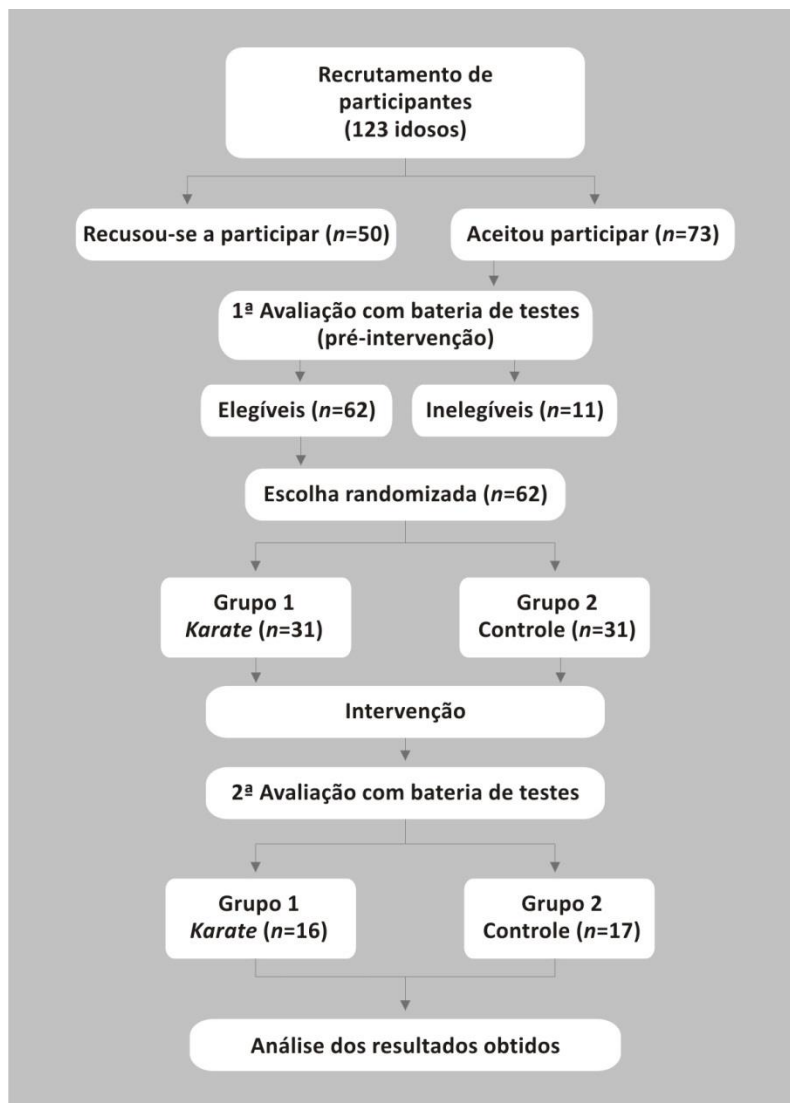 Recrutamento de
participantes
(123 idosos)
Recusou-se a participar (n=50)
Aceitou participar (n=73)
1ª Avaliação com bateria de testes
(pré-intervenção)
Elegíveis (n=62)
Inelegíveis (n=11)
Escolha randomizada (n=62)
Grupo 1
Karate (n=31)
Grupo 2
Controle (n=31)
Intervenção
2ª Avaliação com bateria de testes
Grupo 1
Karate (n=16)
Grupo 2
Controle (n=17)
Análise dos resultados obtidos